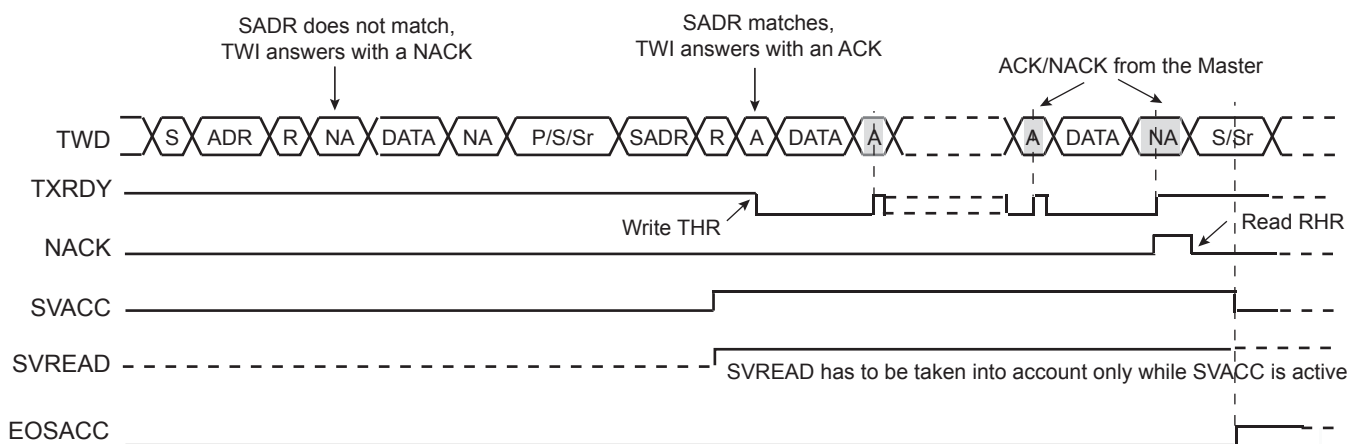 SADR does not match,
TWI answers with a NACK
SADR matches,
TWI answers with an ACK
ACK/NACK from the Master
TWD S ADR R NA DATA NA P/S/Sr SADR R A DATA A A DATA NA S/Sr
TXRDY
Write THR
Read RHR
NACK
SVACC
SVREAD
SVREAD has to be taken into account only while SVACC is active
EOSACC